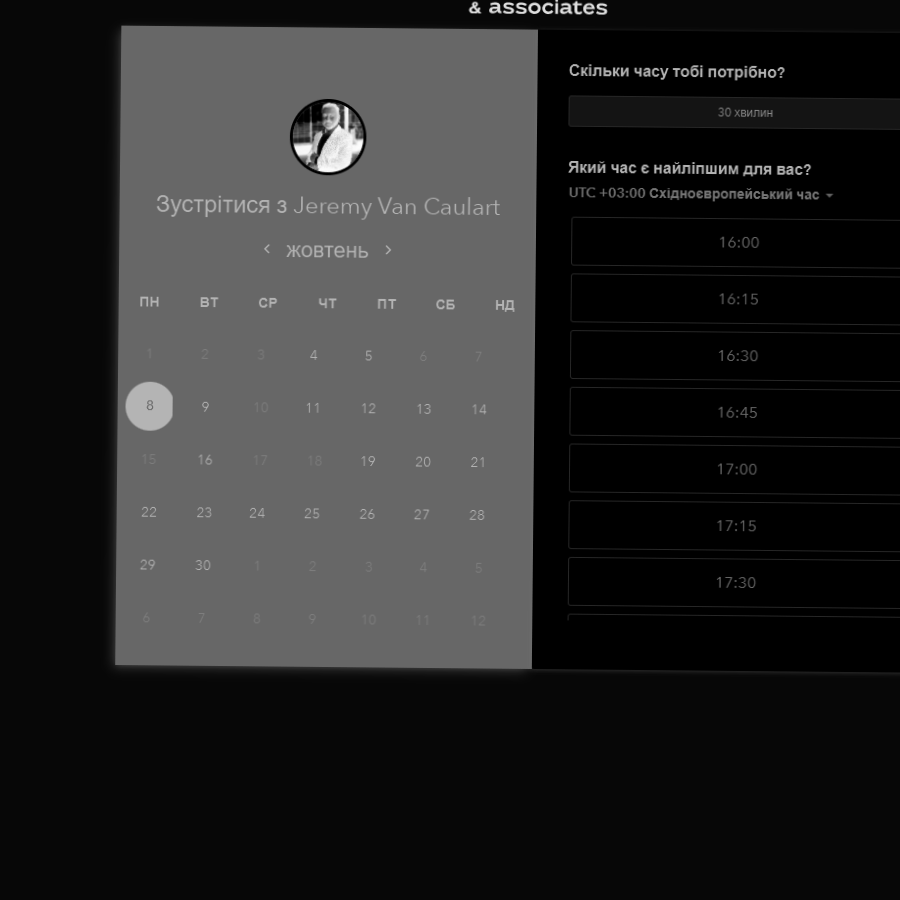 & associates
Зустрітися з Jeremy Van Caulart
жовтень
ПН ВТ СР ЧТ ПТ СБ НД
1 2 3 4 5 6 7
8 9 10 11 12 13 14
15 16 17 18 19 20 21
22 23 24 25 26 27 28
29 30 1 2 3 4 5
6 7 8 9 10 11 12
Скільки часу тобі потрібно?
30 хвилин
Який час є найліпшим для вас?
UTC +03:00 Східноєвропейський час
16:00
16:15
16:30
16:45
17:00
17:15
17:30